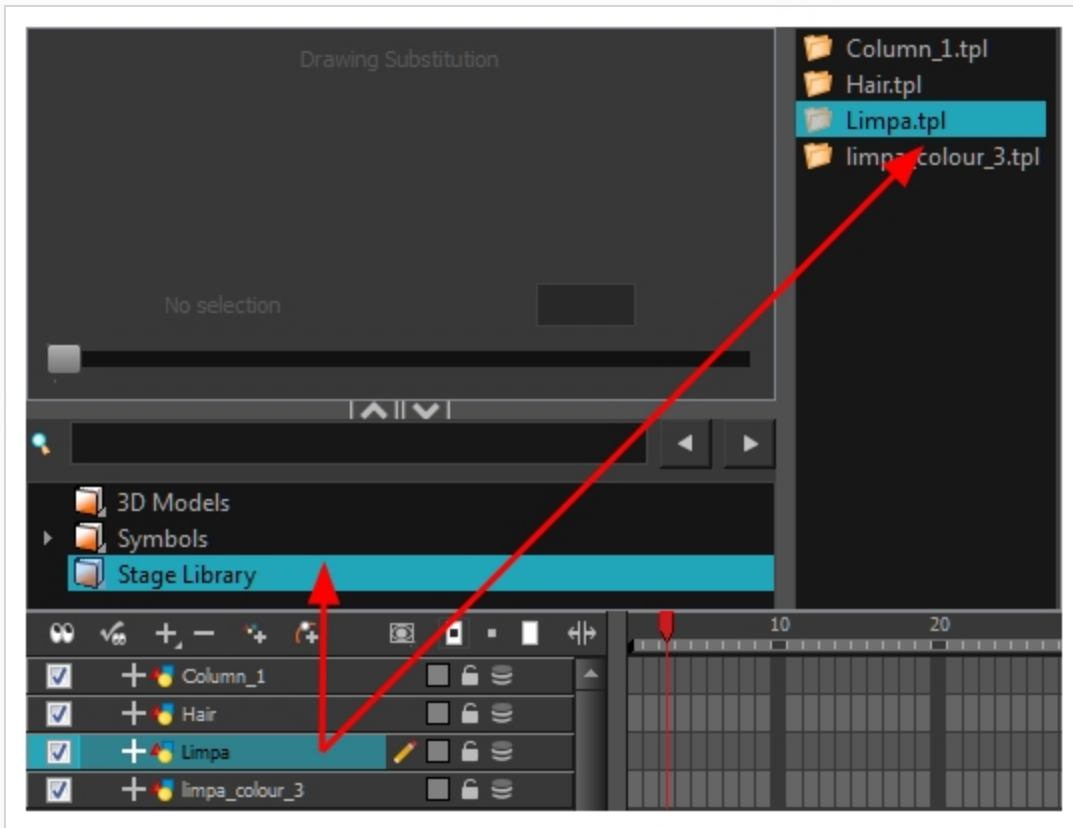 Drawing Substitution
No selection
Column_1.tpl
Hair.tpl
Limpa.tpl
limpa_colour_3.tpl
3D Models
Symbols
Stage Library
10 20
Column_1
Hair
Limpa
limpa_colour_3